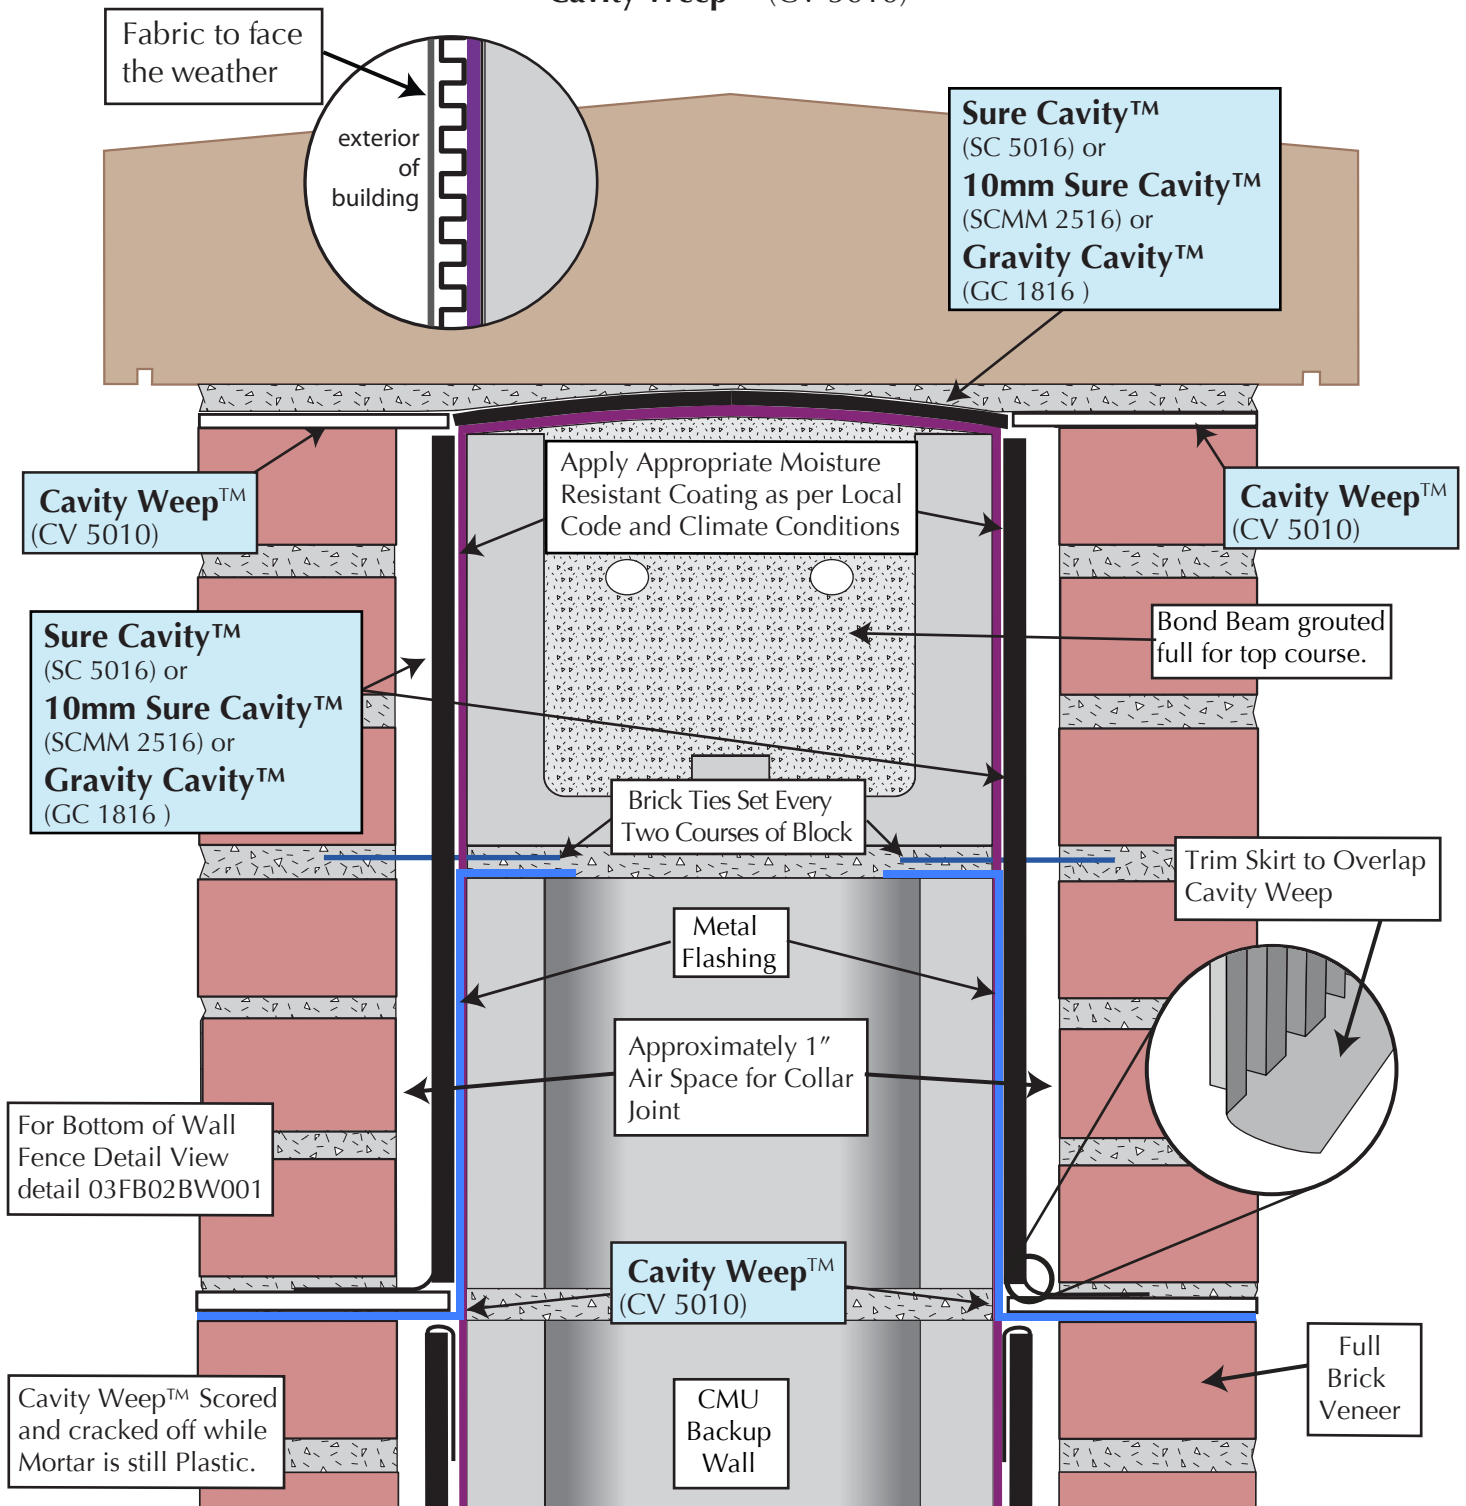 Cavity Weep™ (CV 5010)
Fabric to face
the weather
exterior
of
building
Sure Cavity™
(SC 5016) or
10mm Sure Cavity™
(SCMM 2516) or
Gravity Cavity™
(GC 1816 )
Cavity Weep™
(CV 5010)
Apply Appropriate Moisture
Resistant Coating as per Local
Code and Climate Conditions
Cavity Weep™
(CV 5010)
Sure Cavity™
(SC 5016) or
10mm Sure Cavity™
(SCMM 2516) or
Gravity Cavity™
(GC 1816 )
Bond Beam grouted
full for top course.
Brick Ties Set Every
Two Courses of Block
Trim Skirt to Overlap
Cavity Weep
Metal
Flashing
Approximately 1″
Air Space for Collar
Joint
For Bottom of Wall
Fence Detail View
detail 03FB02BW001
Cavity Weep™
(CV 5010)
Cavity Weep™ Scored
and cracked off while
Mortar is still Plastic.
CMU
Backup
Wall
Full
Brick
Veneer